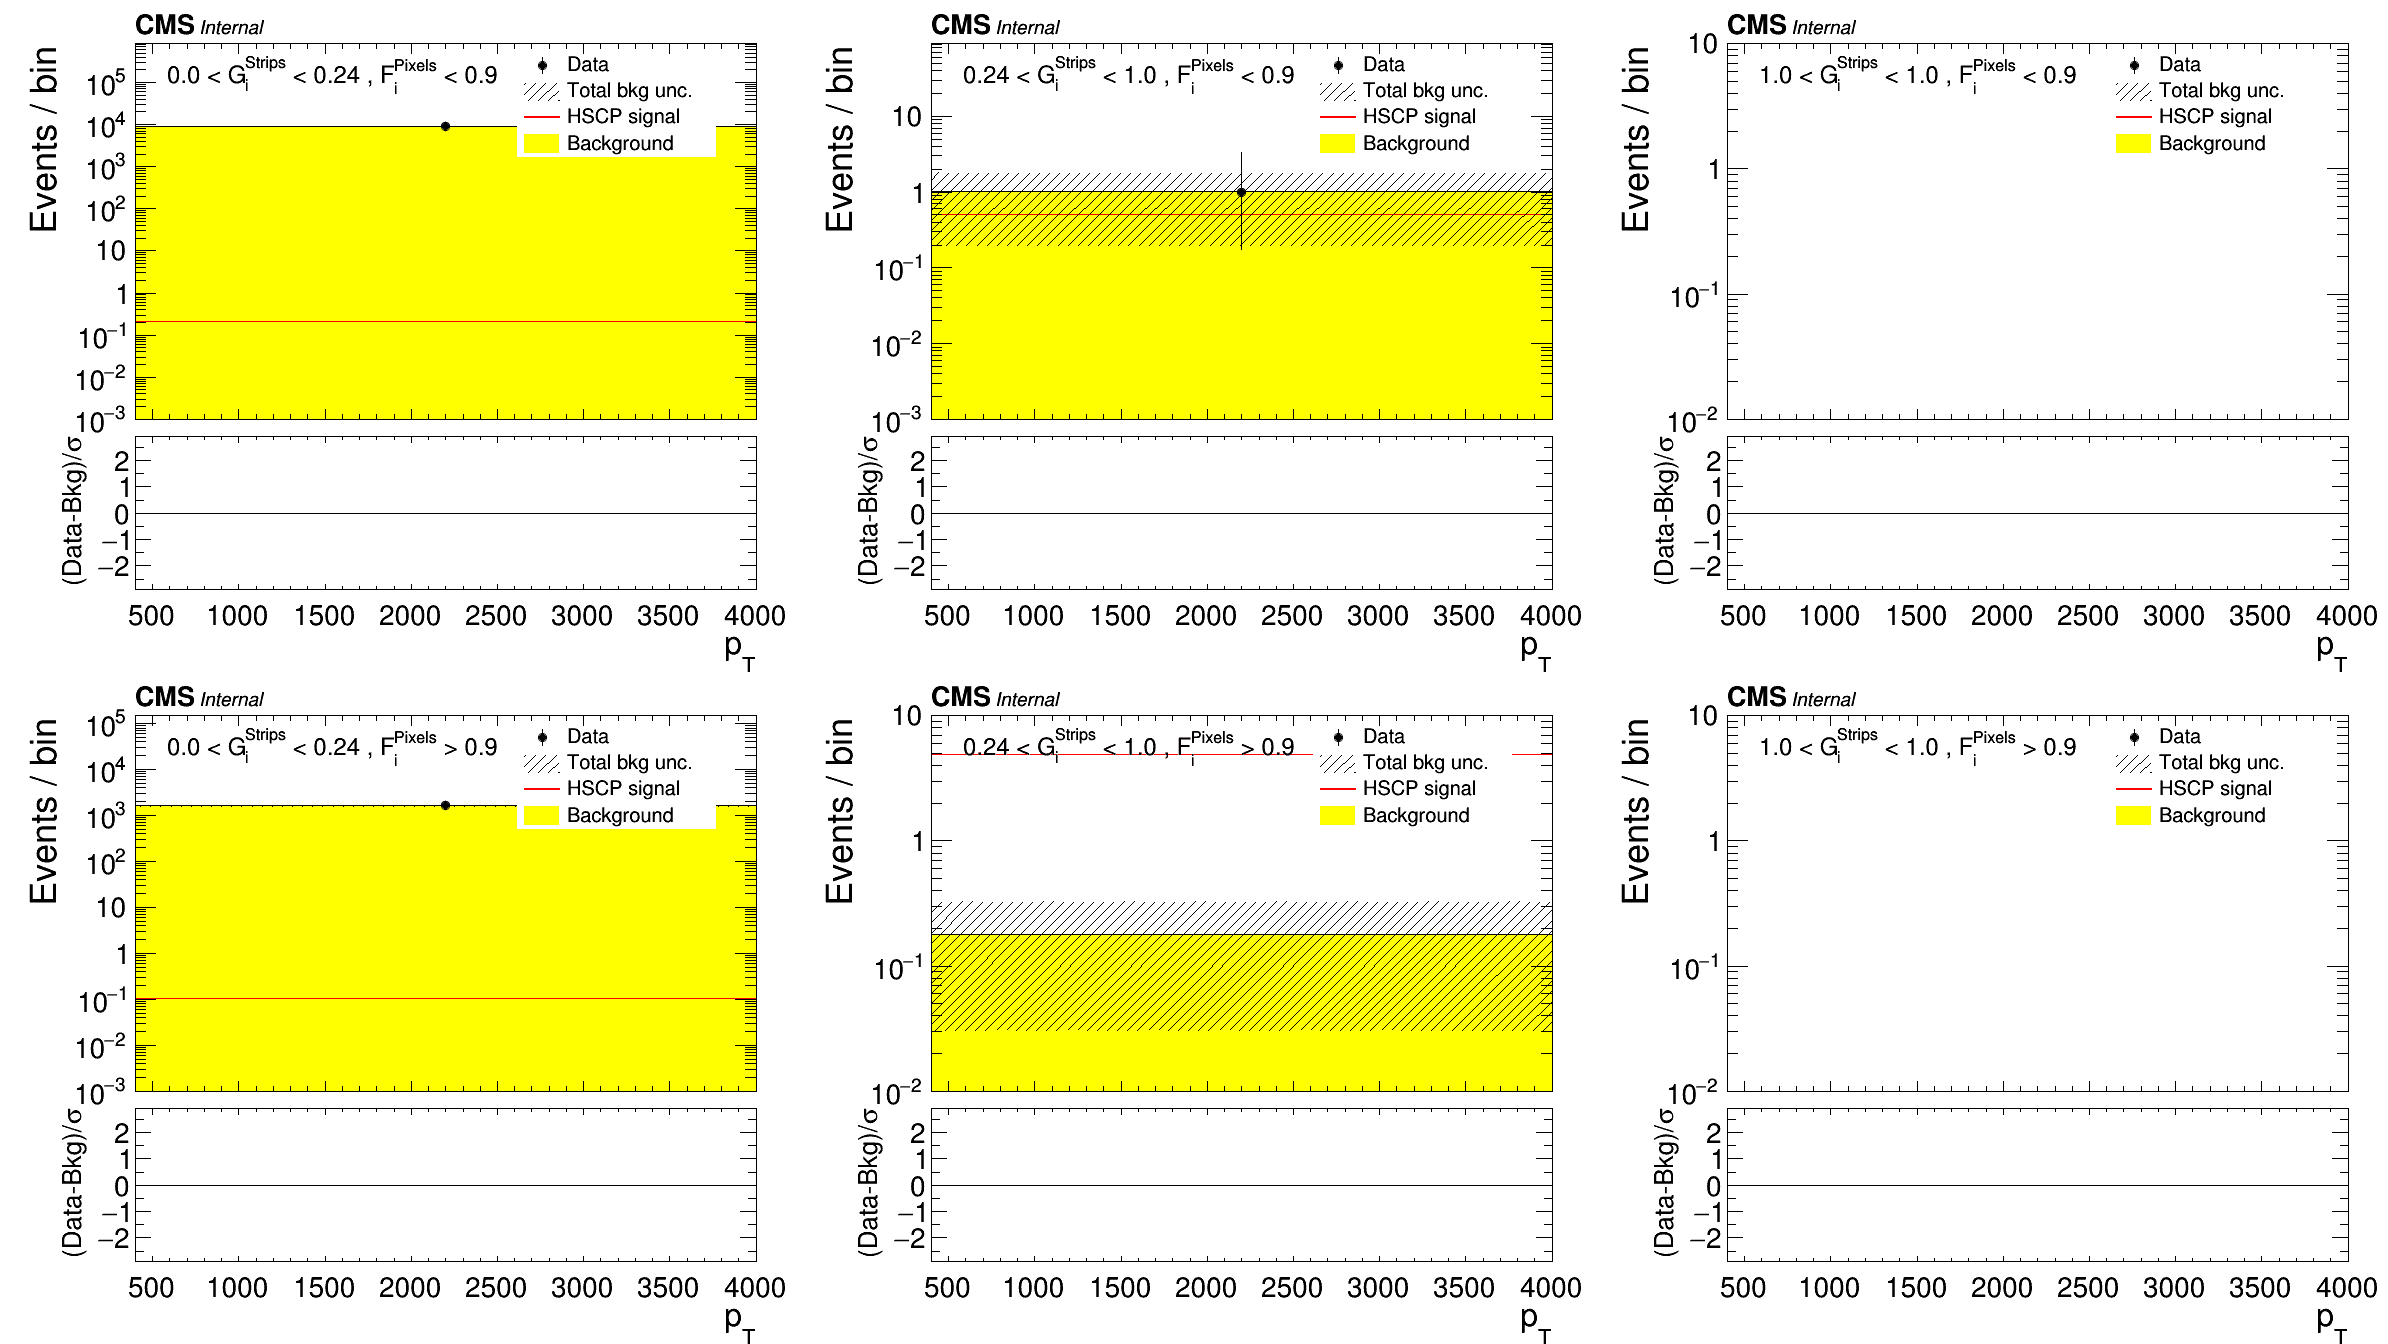 CMS Internal
Events / bin
0.0 < G_i^Strips < 0.24 , F_i^Pixels < 0.9
Data
Total bkg unc.
HSCP signal
Background
10^5
10^4
10^3
10^2
10
1
10^−1
10^−2
10^−3
(Data-Bkg)/σ
2
1
0
−1
−2
500 1000 1500 2000 2500 3000 3500 4000
p_T
CMS Internal
Events / bin
0.24 < G_i^Strips < 1.0 , F_i^Pixels < 0.9
Data
Total bkg unc.
HSCP signal
Background
10
1
10^−1
10^−2
10^−3
(Data-Bkg)/σ
2
1
0
−1
−2
500 1000 1500 2000 2500 3000 3500 4000
p_T
CMS Internal
Events / bin
1.0 < G_i^Strips < 1.0 , F_i^Pixels < 0.9
Data
Total bkg unc.
HSCP signal
Background
10
1
10^−1
10^−2
(Data-Bkg)/σ
2
1
0
−1
−2
500 1000 1500 2000 2500 3000 3500 4000
p_T
CMS Internal
Events / bin
0.0 < G_i^Strips < 0.24 , F_i^Pixels > 0.9
Data
Total bkg unc.
HSCP signal
Background
10^5
10^4
10^3
10^2
10
1
10^−1
10^−2
10^−3
(Data-Bkg)/σ
2
1
0
−1
−2
500 1000 1500 2000 2500 3000 3500 4000
p_T
CMS Internal
Events / bin
0.24 < G_i^Strips < 1.0 , F_i^Pixels > 0.9
Data
Total bkg unc.
HSCP signal
Background
10
1
10^−1
10^−2
(Data-Bkg)/σ
2
1
0
−1
−2
500 1000 1500 2000 2500 3000 3500 4000
p_T
CMS Internal
Events / bin
1.0 < G_i^Strips < 1.0 , F_i^Pixels > 0.9
Data
Total bkg unc.
HSCP signal
Background
10
1
10^−1
10^−2
(Data-Bkg)/σ
2
1
0
−1
−2
500 1000 1500 2000 2500 3000 3500 4000
p_T